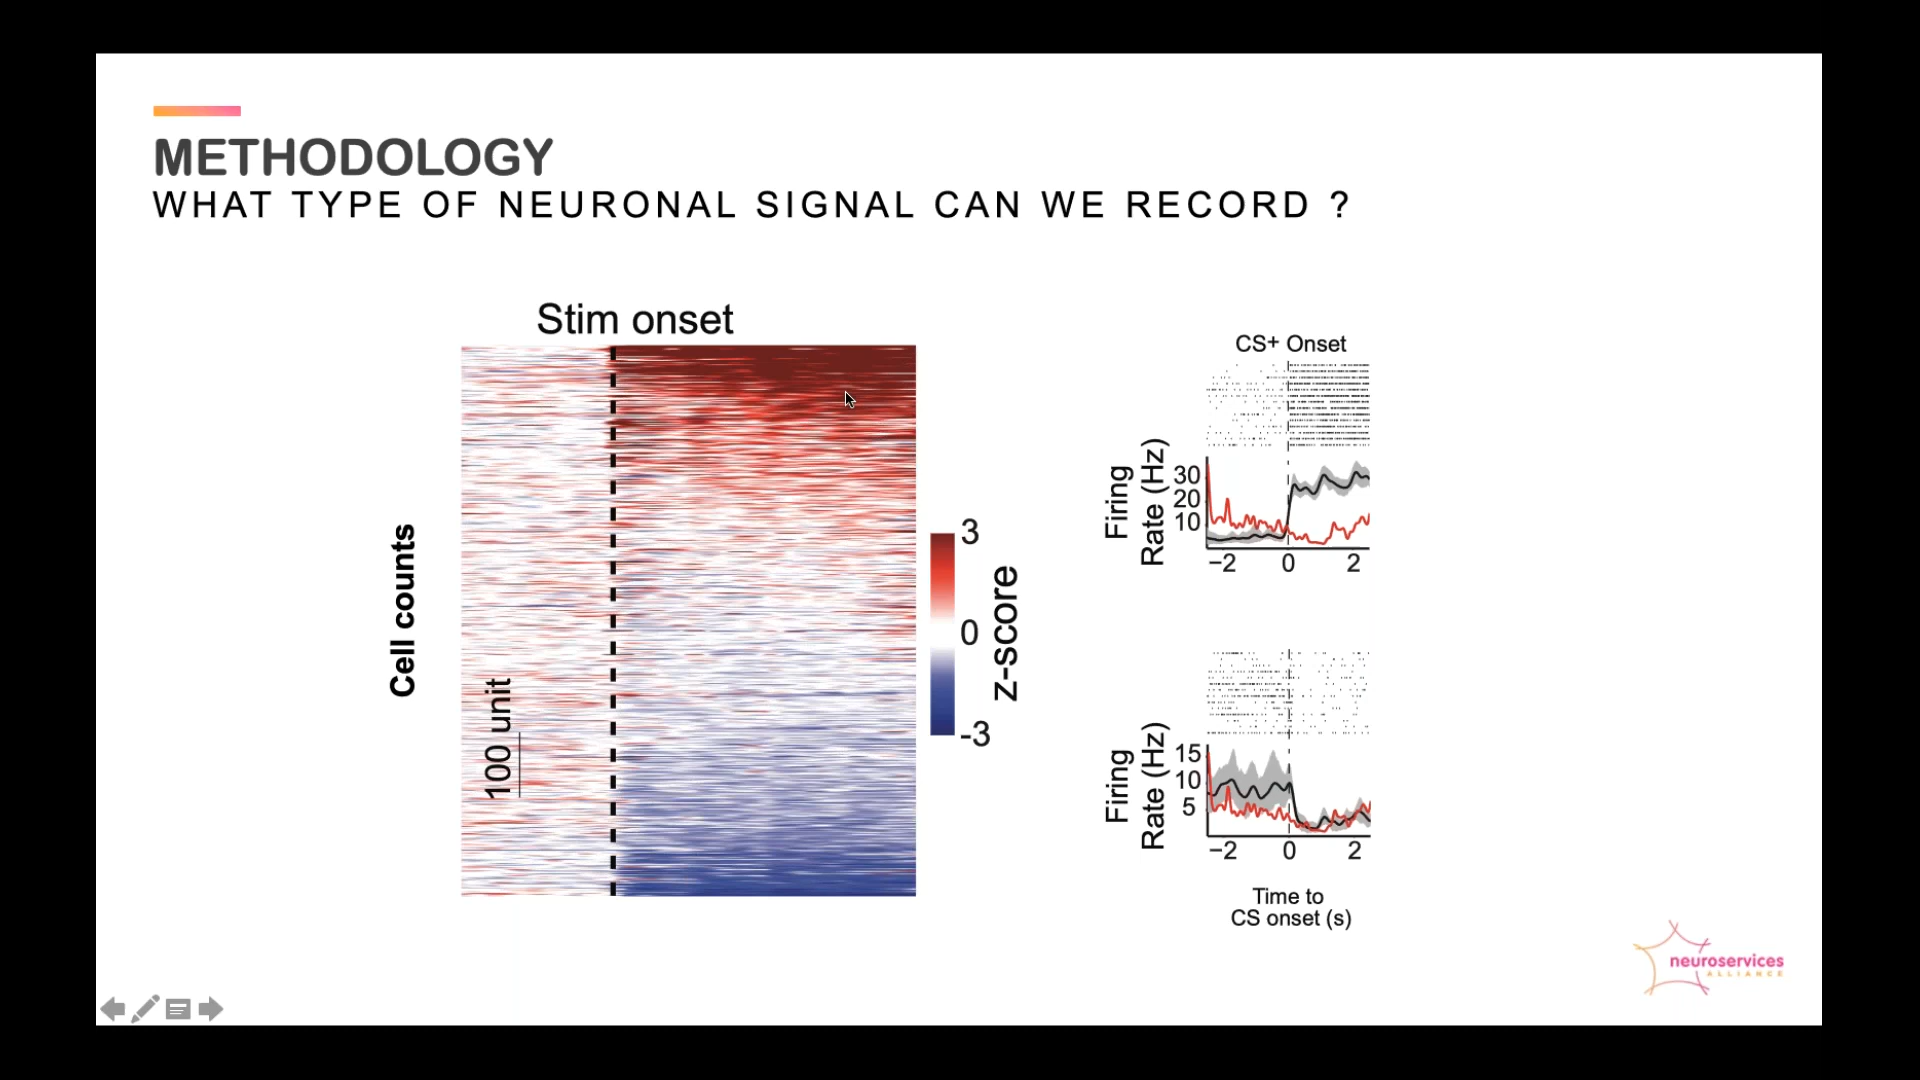 METHODOLOGY
WHAT TYPE OF NEURONAL SIGNAL CAN WE RECORD ?
Stim onset
Cell counts
100 unit
3
0
-3
z-score
CS+ Onset
Firing
Rate (Hz)
30
20
10
−2 0 2
Firing
Rate (Hz)
15
10
5
−2 0 2
Time to
CS onset (s)
neuroservices
ALLIANCE